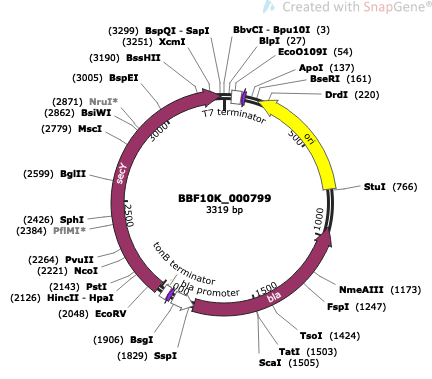 Created with SnapGene®
(3299) BspQI - SapI
(3251) XcmI
(3190) BssHII
(3005) BspEI
(2871) NruI*
(2862) BsiWI
(2779) MscI
(2599) BglII
(2426) SphI
(2384) PflMI*
(2264) PvuII
(2221) NcoI
(2143) PstI
(2126) HincII - HpaI
(2048) EcoRV
(1906) BsgI
(1829) SspI
BbvCI - Bpu10I (3)
BlpI (27)
EcoO109I (54)
ApoI (137)
BseRI (161)
DrdI (220)
StuI (766)
NmeAIII (1173)
FspI (1247)
TsoI (1424)
TatI (1503)
ScaI (1505)
T7 terminator
ori
secY
bla
tonB terminator
bla promoter
500
1000
1500
2500
3000
BBF10K_000799
3319 bp